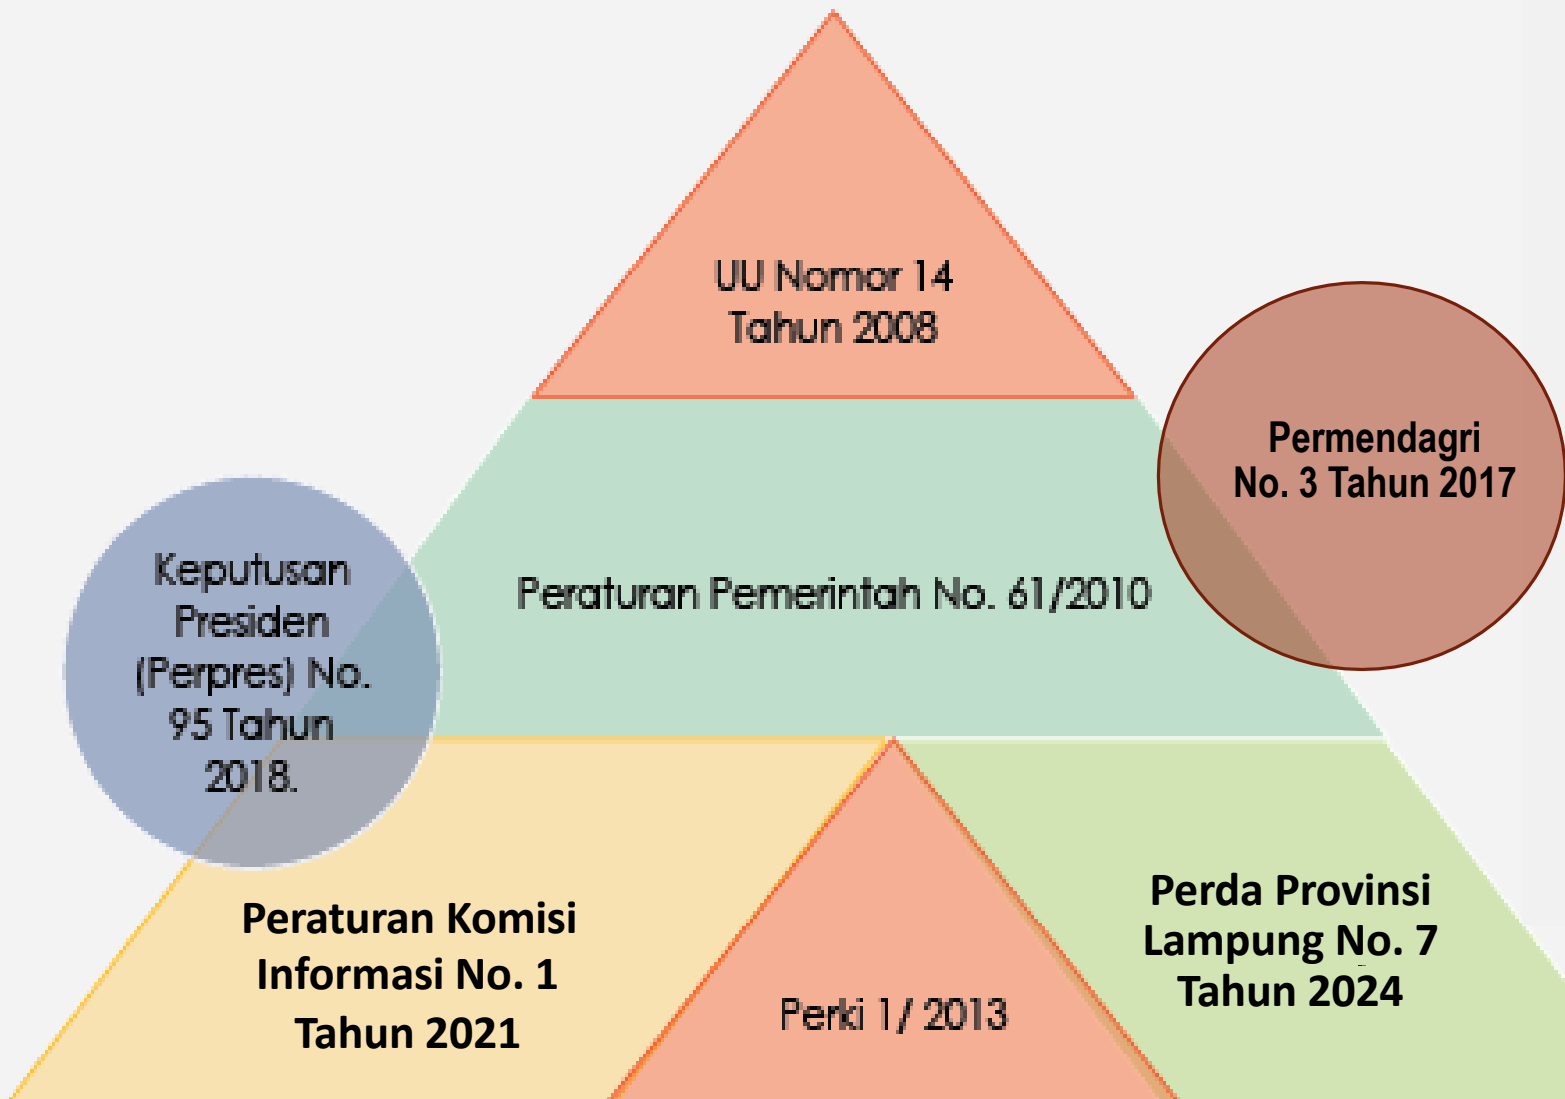 UU Nomor 14
Tahun 2008
Permendagri
No. 3 Tahun 2017
Keputusan
Presiden
(Perpres) No.
95 Tahun
2018.
Peraturan Pemerintah No. 61/2010
Peraturan Komisi
Informasi No. 1
Tahun 2021
Perki 1/ 2013
Perda Provinsi
Lampung No. 7
Tahun 2024